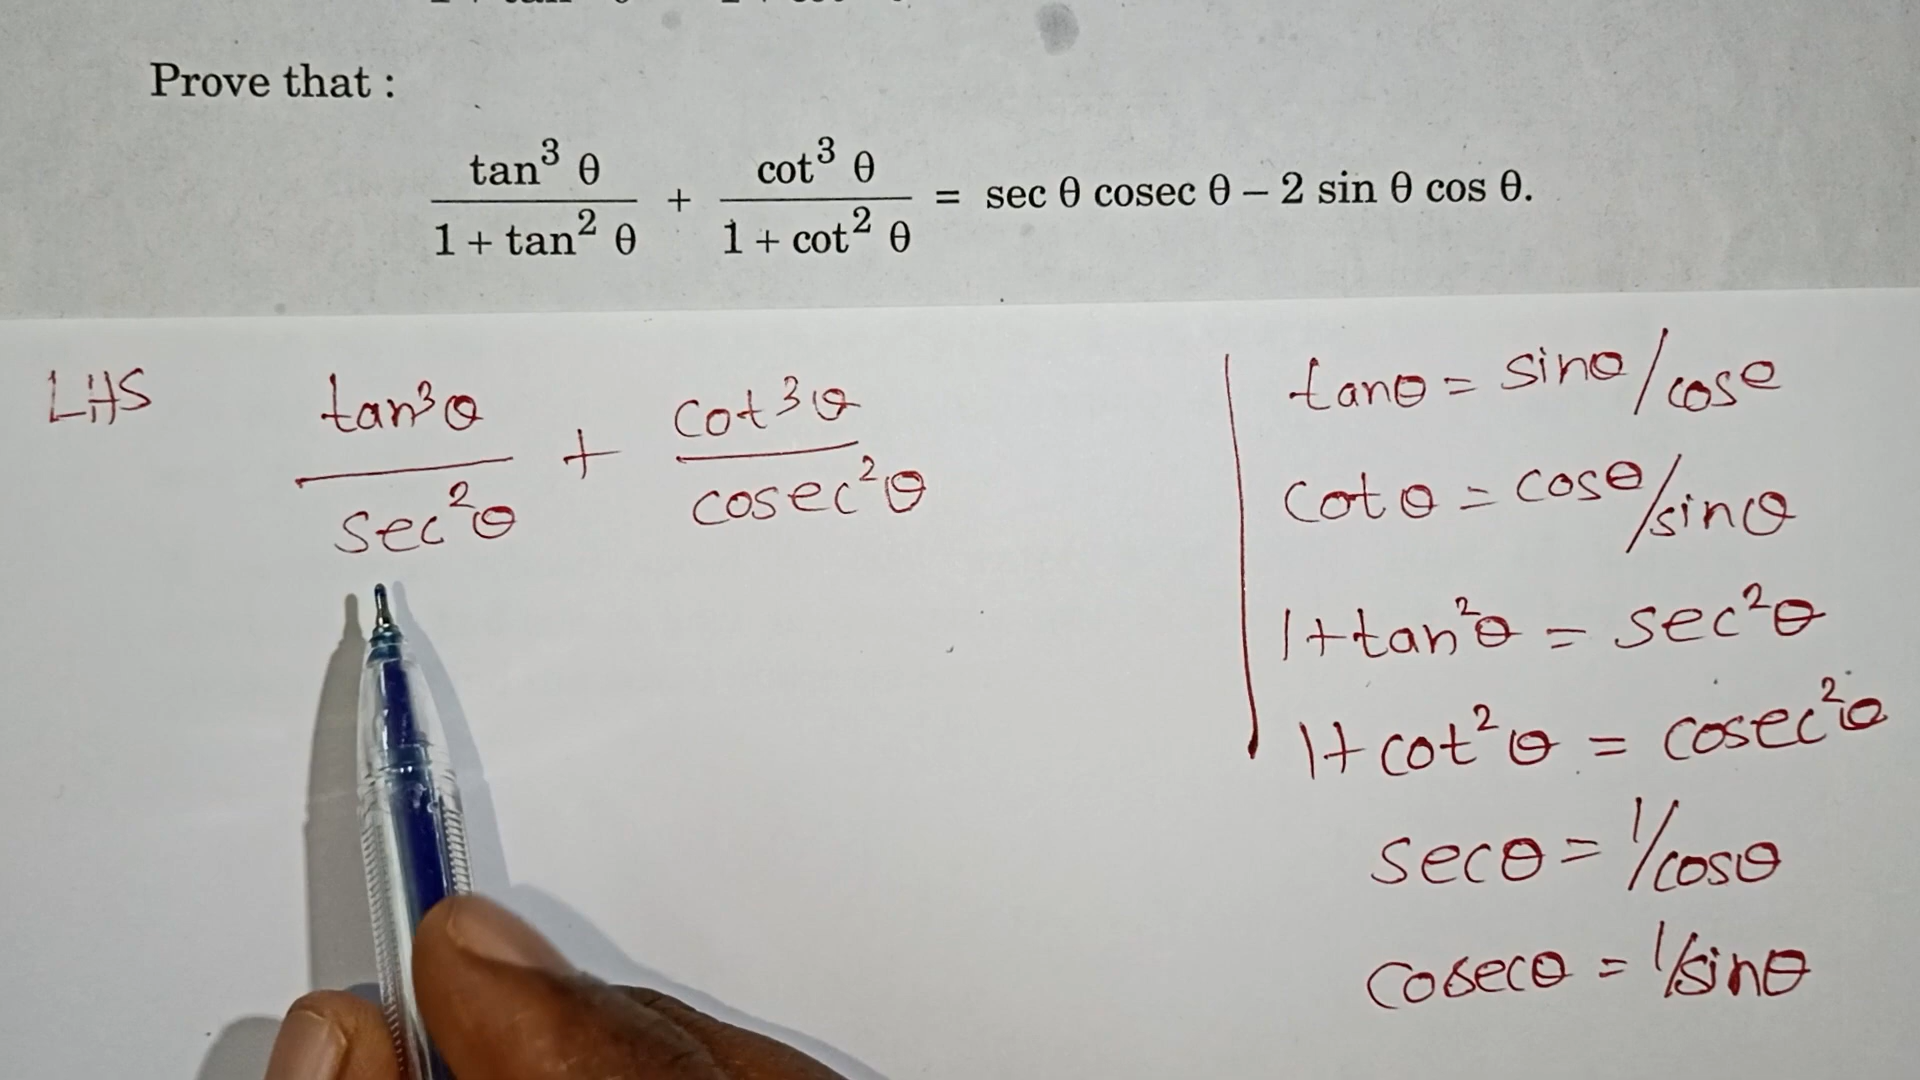 Prove that :
tan³ θ / 1 + tan² θ + cot³ θ / 1 + cot² θ = sec θ cosec θ – 2 sin θ cos θ.
LHS tan³θ / sec²θ + cot³θ / cosec²θ
tanθ = sinθ/cosθ
cotθ = cosθ/sinθ
1+tan²θ = sec²θ
1+cot²θ = cosec²θ
secθ = 1/cosθ
cosecθ = 1/sinθ